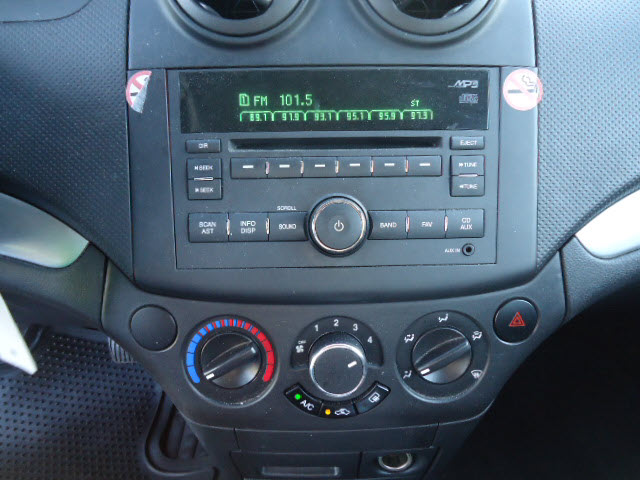 FM 101.5 ST
89.1 91.9 93.1 95.1 95.9 97.3
MP3
DIR
EJECT
SEEK
TUNE
SEEK
TUNE
SCROLL
SCAN AST
INFO DISP
SOUND
BAND
FAV
CD AUX
AUX IN
OFF 1 2 3 4
A/C